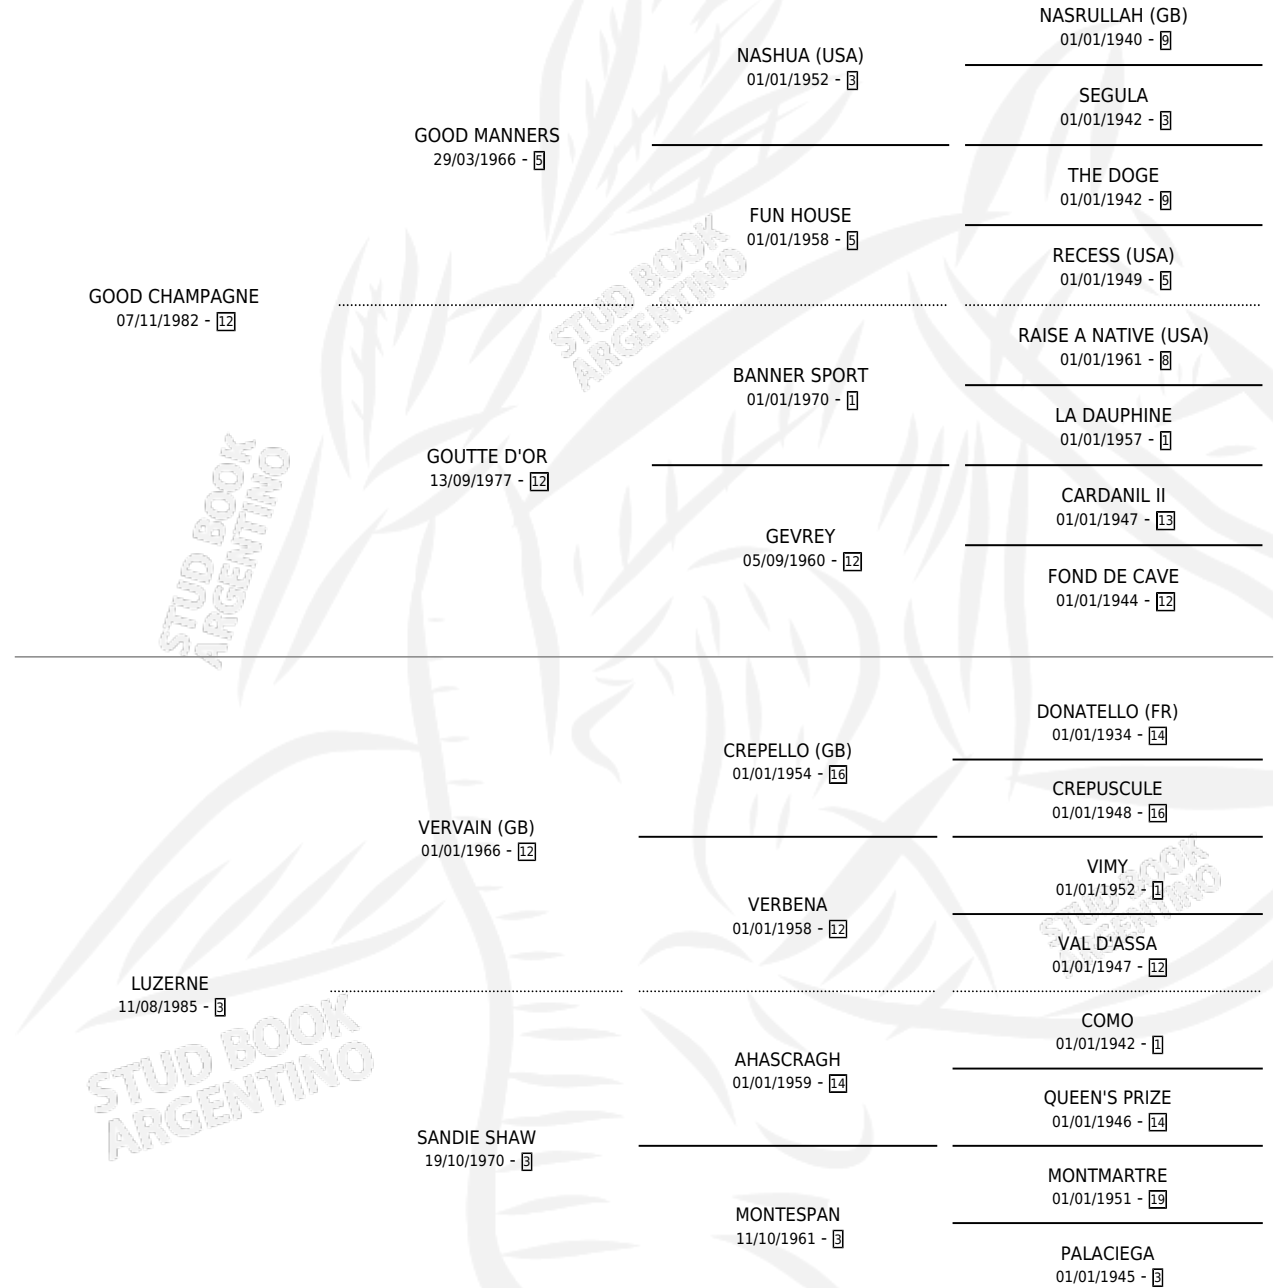 NASRULLAH (GB)
01/01/1940 - 9
NASHUA (USA)
01/01/1952 - 3
SEGULA
01/01/1942 - 3
GOOD MANNERS
29/03/1966 - 5
THE DOGE
01/01/1942 - 9
FUN HOUSE
01/01/1958 - 5
RECESS (USA)
01/01/1949 - 5
GOOD CHAMPAGNE
07/11/1982 - 12
STUD BOOK
ARGENTINO
RAISE A NATIVE (USA)
01/01/1961 - 8
BANNER SPORT
01/01/1970 - 1
LA DAUPHINE
01/01/1957 - 1
GOUTTE D'OR
13/09/1977 - 12
CARDANIL II
01/01/1947 - 13
GEVREY
05/09/1960 - 12
FOND DE CAVE
01/01/1944 - 12
STUD BOOK
ARGENTINO
DONATELLO (FR)
01/01/1934 - 14
CREPELLO (GB)
01/01/1954 - 16
CREPUSCULE
01/01/1948 - 16
VERVAIN (GB)
01/01/1966 - 12
VIMY
01/01/1952 - 1
VERBENA
01/01/1958 - 12
VAL D'ASSA
01/01/1947 - 12
STUD BOOK
ARGENTINO
LUZERNE
11/08/1985 - 3
COMO
01/01/1942 - 1
AHASCRAGH
01/01/1959 - 14
QUEEN'S PRIZE
01/01/1946 - 14
STUD BOOK
ARGENTINO
SANDIE SHAW
19/10/1970 - 3
MONTMARTRE
01/01/1951 - 19
MONTESPAN
11/10/1961 - 3
PALACIEGA
01/01/1945 - 3